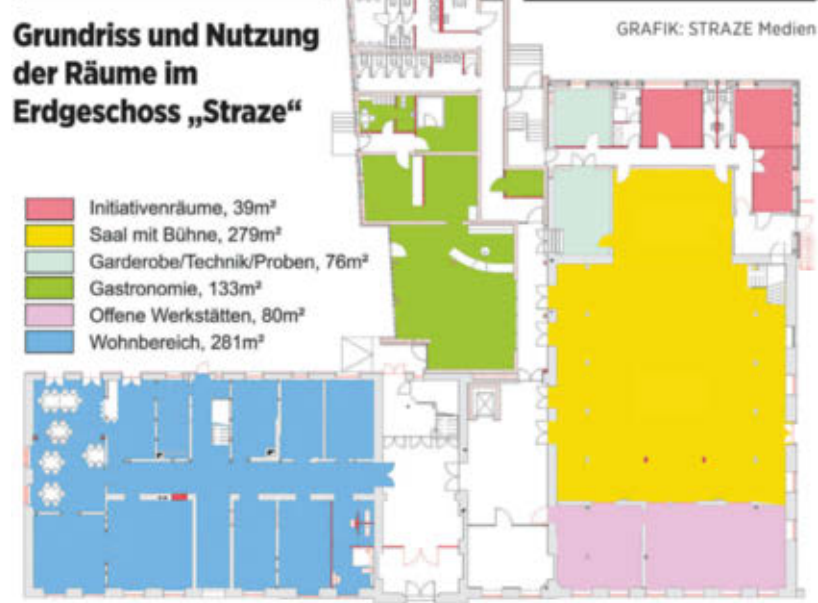 Grundriss und Nutzung
der Räume im
Erdgeschoss „Straze“
GRAFIK: STRAZE Medien
Initiativenräume, 39m²
Saal mit Bühne, 279m²
Garderobe/Technik/Proben, 76m²
Gastronomie, 133m²
Offene Werkstätten, 80m²
Wohnbereich, 281m²